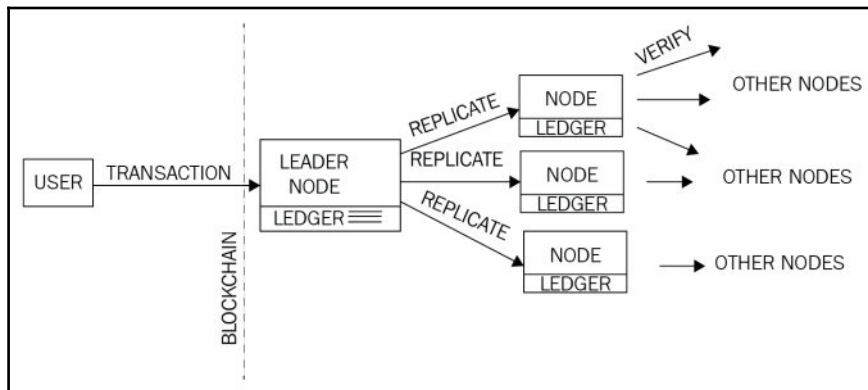 USER
TRANSACTION
BLOCKCHAIN
LEADER
NODE
LEDGER
REPLICATE
REPLICATE
REPLICATE
NODE
LEDGER
NODE
LEDGER
NODE
LEDGER
VERIFY
OTHER NODES
OTHER NODES
OTHER NODES